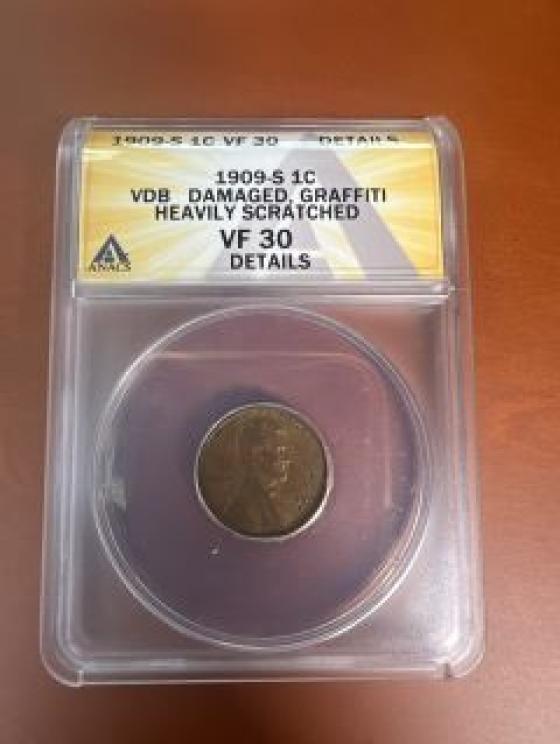 1909-S 1C VF 30 DETAILS
1909-S 1C
VDB DAMAGED, GRAFFITI
HEAVILY SCRATCHED
VF 30
DETAILS
ANACS